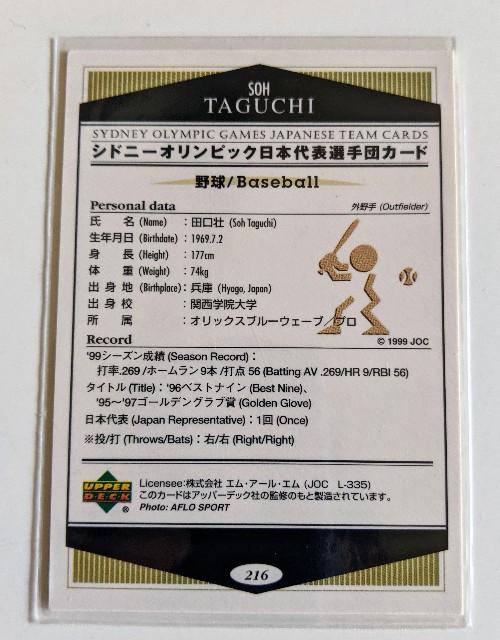 SOH
TAGUCHI
SYDNEY OLYMPIC GAMES JAPANESE TEAM CARDS
シドニーオリンピック日本代表選手団カード
野球/Baseball
Personal data
外野手 (Outfielder)
氏 名 (Name) : 田口壮 (Soh Taguchi)
生年月日 (Birthdate) : 1969.7.2
身 長 (Height) : 177cm
体 重 (Weight) : 74kg
出身地 (Birthplace) : 兵庫 (Hyogo, Japan)
出身校 : 関西学院大学
所 属 : オリックスブルーウェーブ/プロ
Record
© 1999 JOC
'99シーズン成績 (Season Record) :
打率.269 /ホームラン 9本 /打点 56 (Batting AV .269/HR 9/RBI 56)
タイトル (Title) : '96ベストナイン (Best Nine)、
'95〜'97ゴールデングラブ賞 (Golden Glove)
日本代表 (Japan Representative) : 1回 (Once)
※投/打 (Throws/Bats) : 右/右 (Right/Right)
UPPER
DECK
®
Licensee:株式会社 エム・アール・エム (JOC L-335)
このカードはアッパーデック社の監修のもと製造されています。
Photo: AFLO SPORT
216